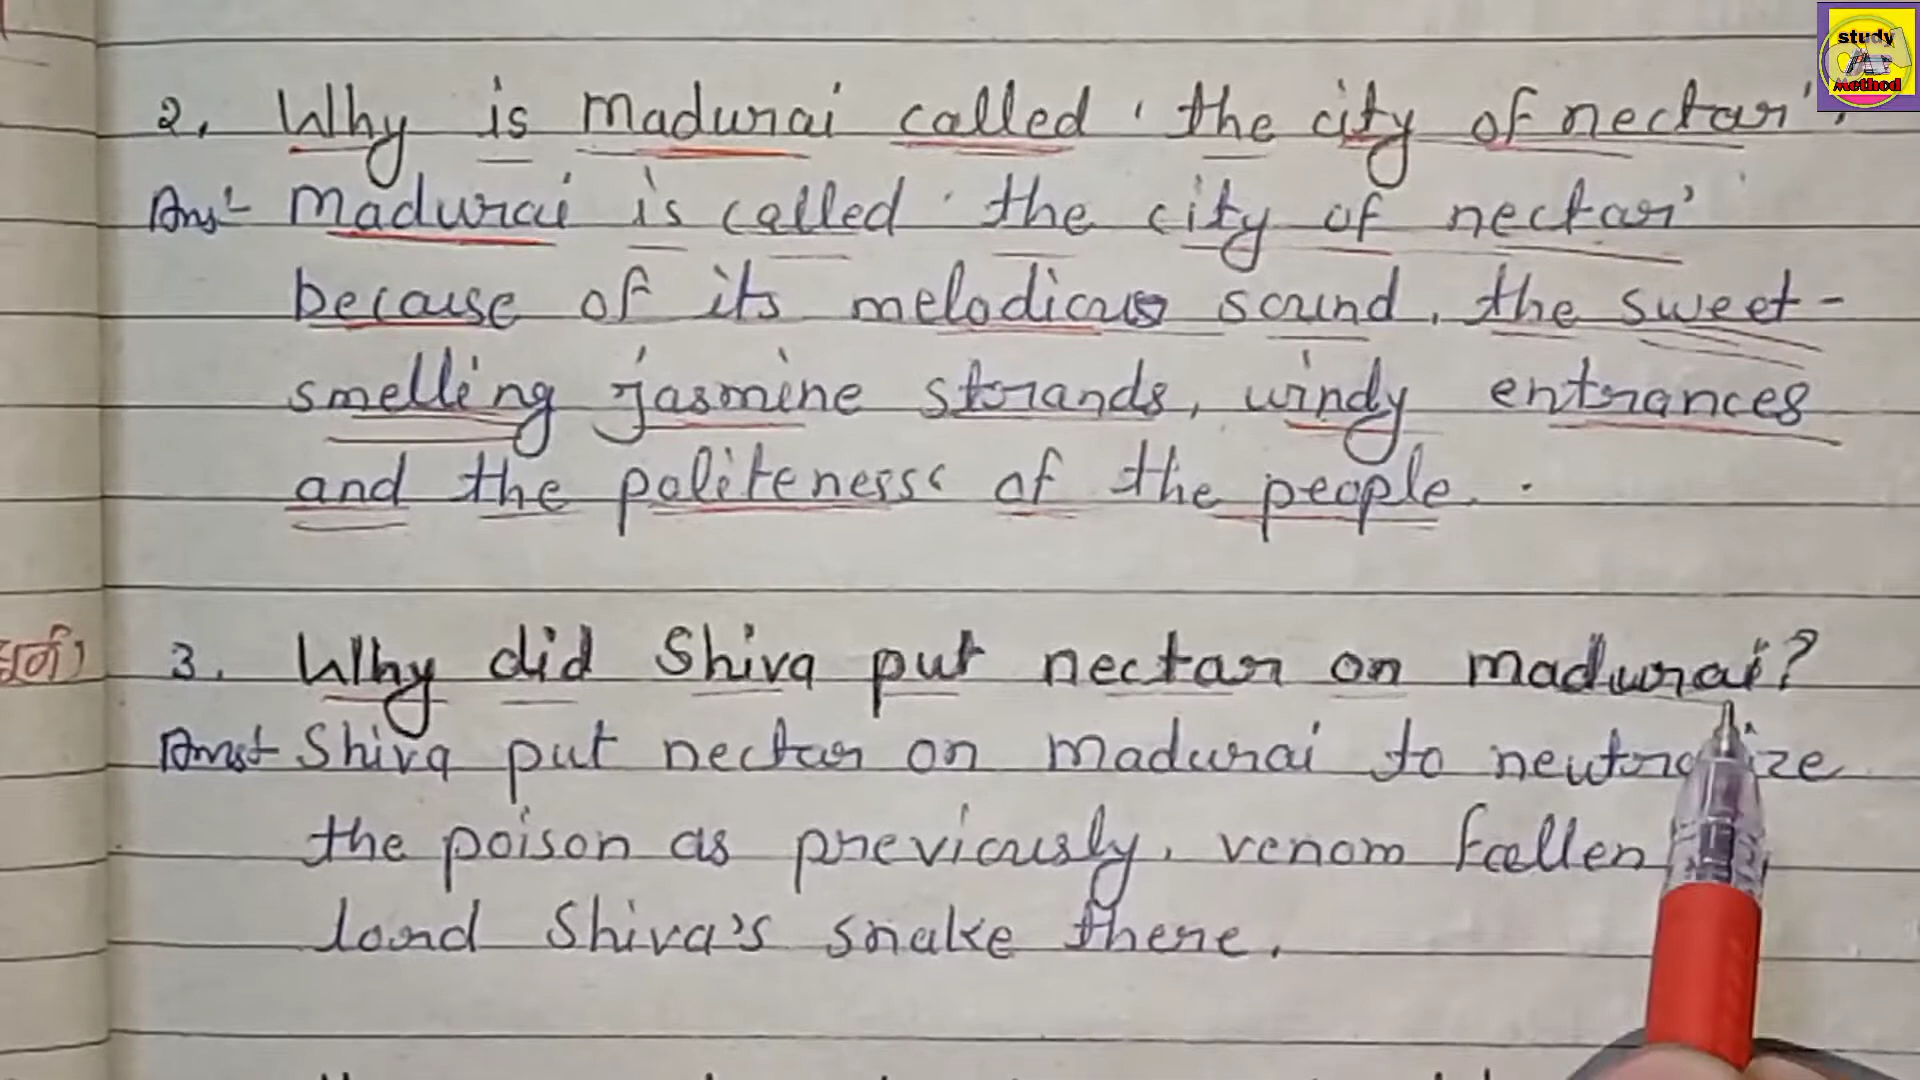 study
Art
method
2. Why is Madurai called 'the city of nectar'?
Ans- Madurai is called 'the city of nectar'
because of its melodious sound, the sweet-
smelling jasmine strands, windy entrances
and the politeness of the people.
3. Why did Shiva put nectar on Madurai?
Ans- Shiva put nectar on Madurai to
the poison as previously, venom fallen
lord Shiva's snake there.